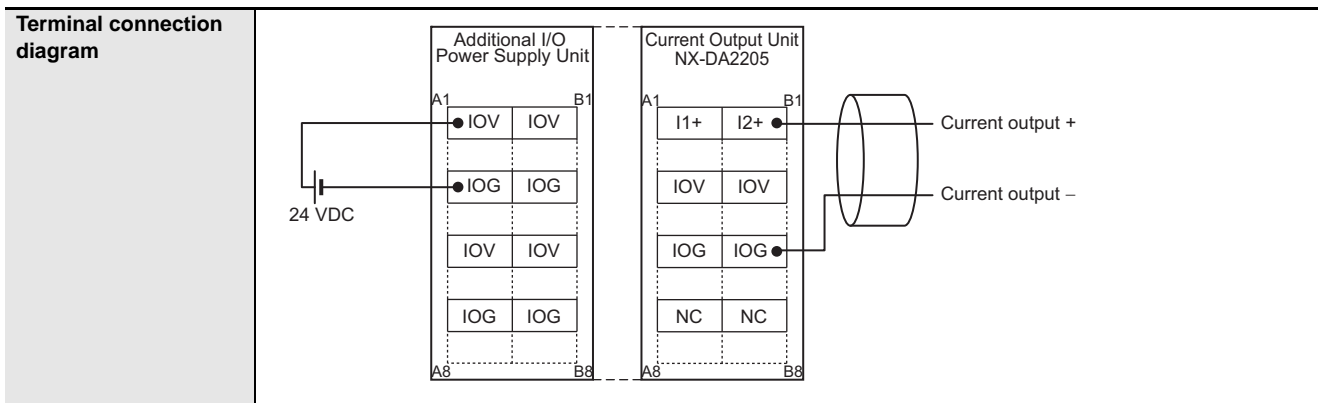 Terminal connection
diagram
Additional I/O
Power Supply Unit
A1 B1
IOV IOV
IOG IOG
IOV IOV
IOG IOG
A8 B8
24 VDC
Current Output Unit
NX-DA2205
A1 B1
I1+ I2+
IOV IOV
IOG IOG
NC NC
A8 B8
Current output +
Current output −